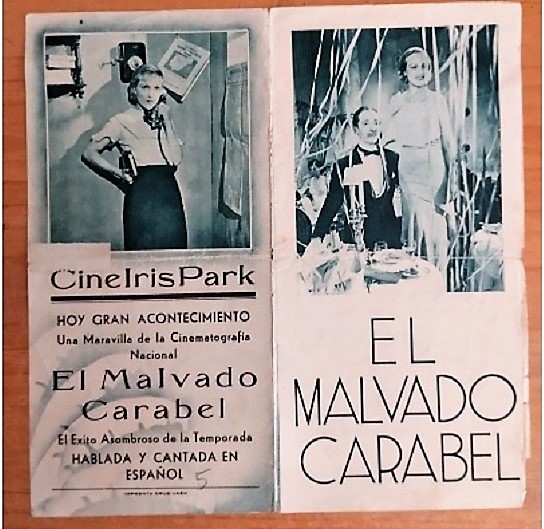 CineIrisPark
HOY GRAN ACONTECIMIENTO
Una Maravilla de la Cinematografía
Nacional
El Malvado
Carabel
El Exito Asombroso de la Temporada
HABLADA Y CANTADA EN
ESPAÑOL 5
EL
MALVADO
CARABEL